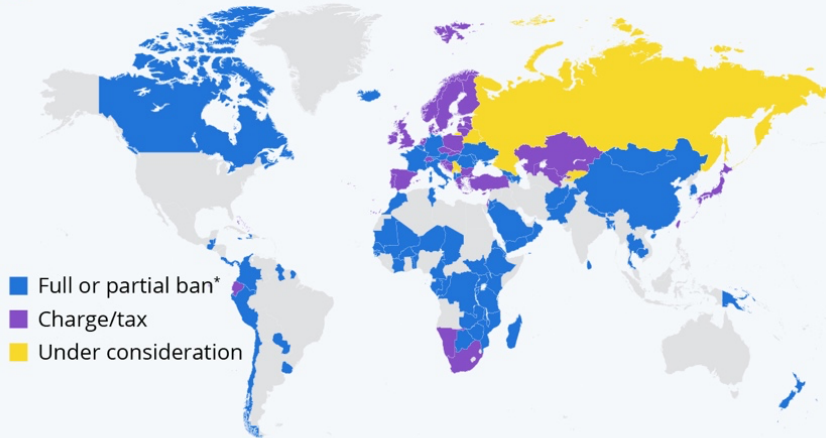 Full or partial ban*
Charge/tax
Under consideration